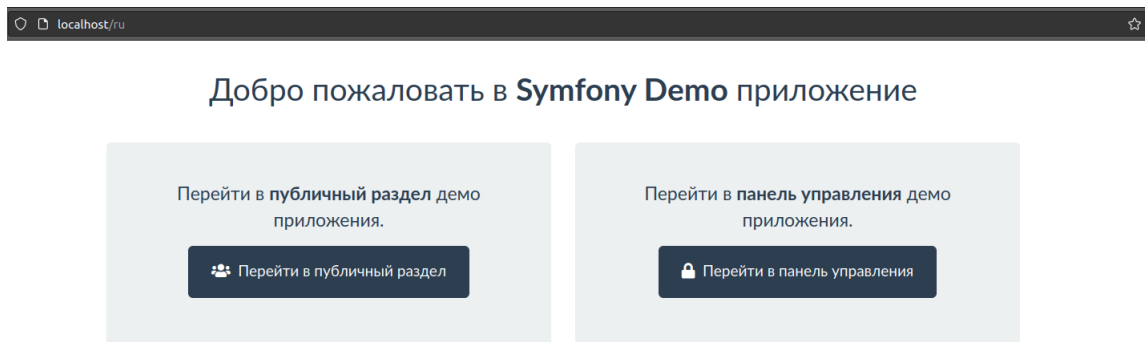 localhost/ru
Добро пожаловать в Symfony Demo приложение
Перейти в публичный раздел демо
приложения.
Перейти в публичный раздел
Перейти в панель управления демо
приложения.
Перейти в панель управления